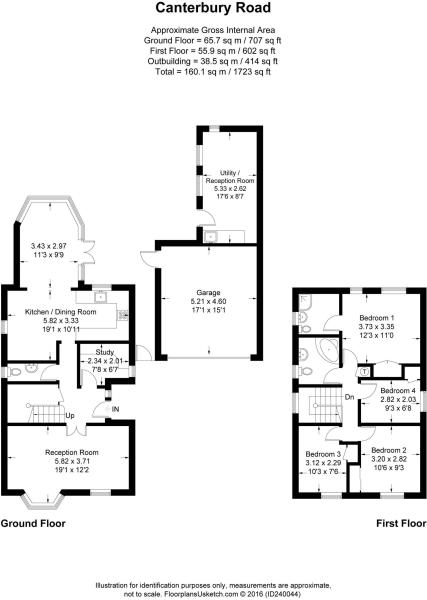 Canterbury Road
Approximate Gross Internal Area
Ground Floor = 65.7 sq m / 707 sq ft
First Floor = 55.9 sq m / 602 sq ft
Outbuilding = 38.5 sq m / 414 sq ft
Total = 160.1 sq m / 1723 sq ft
Utility /
Reception Room
5.33 x 2.62
17'6 x 8'7
3.43 x 2.97
11'3 x 9'9
Garage
5.21 x 4.60
17'1 x 15'1
Kitchen / Dining Room
5.82 x 3.33
19'1 x 10'11
Study
2.34 x 2.01
7'8 x 6'7
IN
Up
Reception Room
5.82 x 3.71
19'1 x 12'2
Bedroom 1
3.73 x 3.35
12'3 x 11'0
T
Bedroom 4
2.82 x 2.03
9'3 x 6'8
Dn
Bedroom 3
3.12 x 2.29
10'3 x 7'6
Bedroom 2
3.20 x 2.82
10'6 x 9'3
Ground Floor
First Floor
Illustration for identification purposes only, measurements are approximate,
not to scale. FloorplansUsketch.com © 2016 (ID240044)